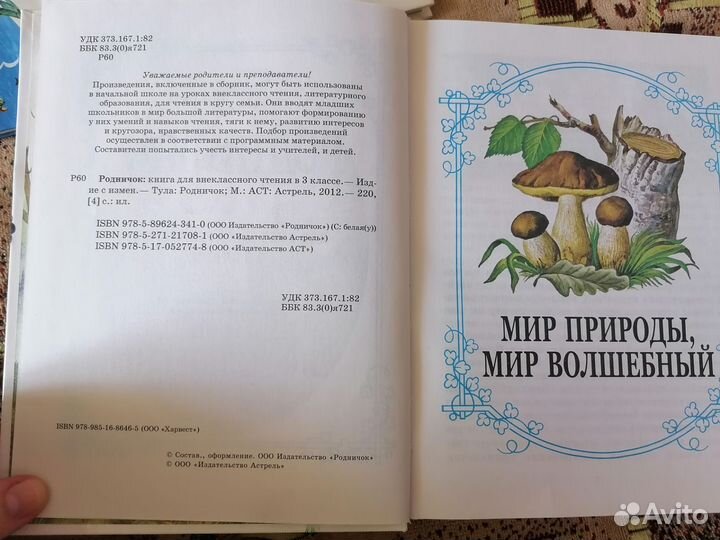 УДК 373.167.1:82
ББК 83.3(0)я721
Р60
Уважаемые родители и преподаватели!
Произведения, включенные в сборник, могут быть использованы
в начальной школе на уроках внеклассного чтения, литературного
образования, для чтения в кругу семьи. Они вводят младших
школьников в мир большой литературы, помогают формированию
у них умений и навыков чтения, тяги к нему, развитию интересов
и кругозора, нравственных качеств. Подбор произведений
осуществлен в соответствии с программным материалом.
Составители попытались учесть интересы и учителей, и детей.
Р60 Родничок: книга для внеклассного чтения в 3 классе.— Изд-
ие с измен.— Тула: Родничок; М.: АСТ: Астрель, 2012.— 220,
[4] с.: ил.
ISBN 978-5-89624-341-0 (ООО Издательство «Родничок») (С: белая(у))
ISBN 978-5-271-21708-1 (ООО «Издательство Астрель»)
ISBN 978-5-17-052774-8 (ООО «Издательство АСТ»)
УДК 373.167.1:82
ББК 83.3(0)я721
ISBN 978-985-16-8646-5 (ООО «Харвест»)
© Состав., оформление. ООО Издательство «Родничок»
© ООО «Издательство Астрель»
МИР ПРИРОДЫ,
МИР ВОЛШЕБНЫЙ
Avito